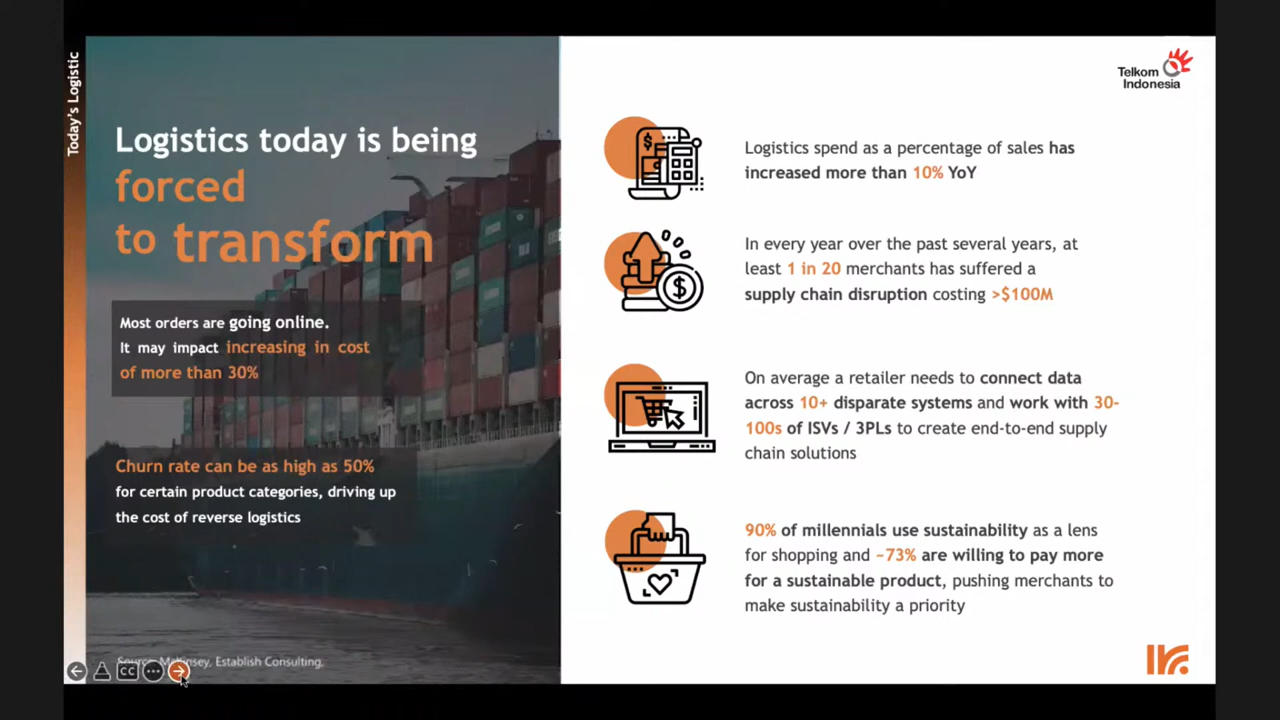 Today's Logistic
Logistics today is being
forced
to transform
Most orders are going online.
It may impact increasing in cost
of more than 30%
Churn rate can be as high as 50%
for certain product categories, driving up
the cost of reverse logistics
Source: McKinsey, Establish Consulting,
CC
Telkom
Indonesia
Logistics spend as a percentage of sales has
increased more than 10% YoY
In every year over the past several years, at
least 1 in 20 merchants has suffered a
supply chain disruption costing >$100M
On average a retailer needs to connect data
across 10+ disparate systems and work with 30-
100s of ISVs / 3PLs to create end-to-end supply
chain solutions
90% of millennials use sustainability as a lens
for shopping and ~73% are willing to pay more
for a sustainable product, pushing merchants to
make sustainability a priority